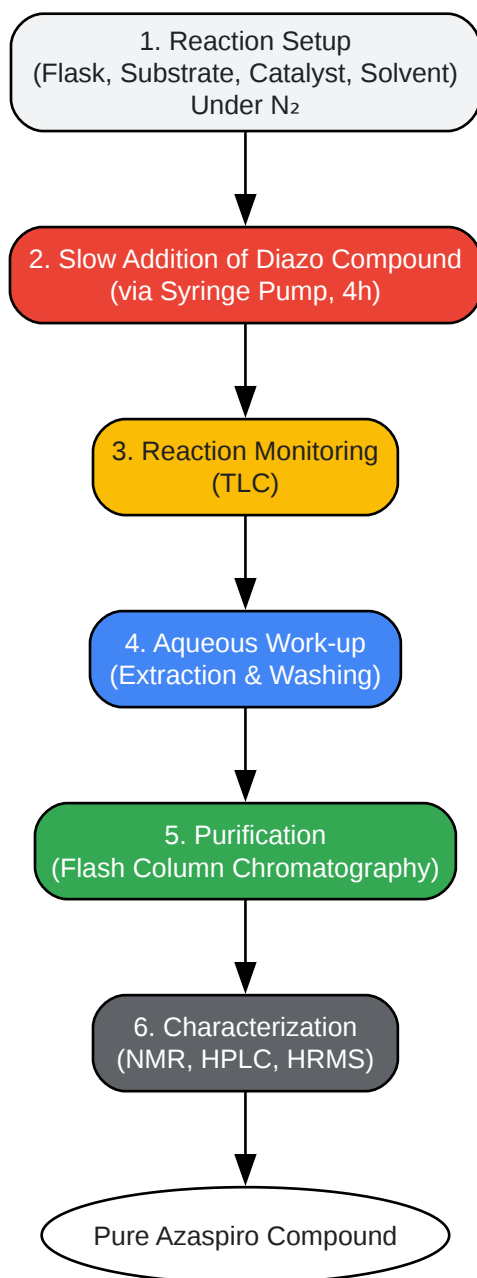 1. Reaction Setup
(Flask, Substrate, Catalyst, Solvent)
Under N₂
2. Slow Addition of Diazo Compound
(via Syringe Pump, 4h)
3. Reaction Monitoring
(TLC)
4. Aqueous Work-up
(Extraction & Washing)
5. Purification
(Flash Column Chromatography)
6. Characterization
(NMR, HPLC, HRMS)
Pure Azaspiro Compound